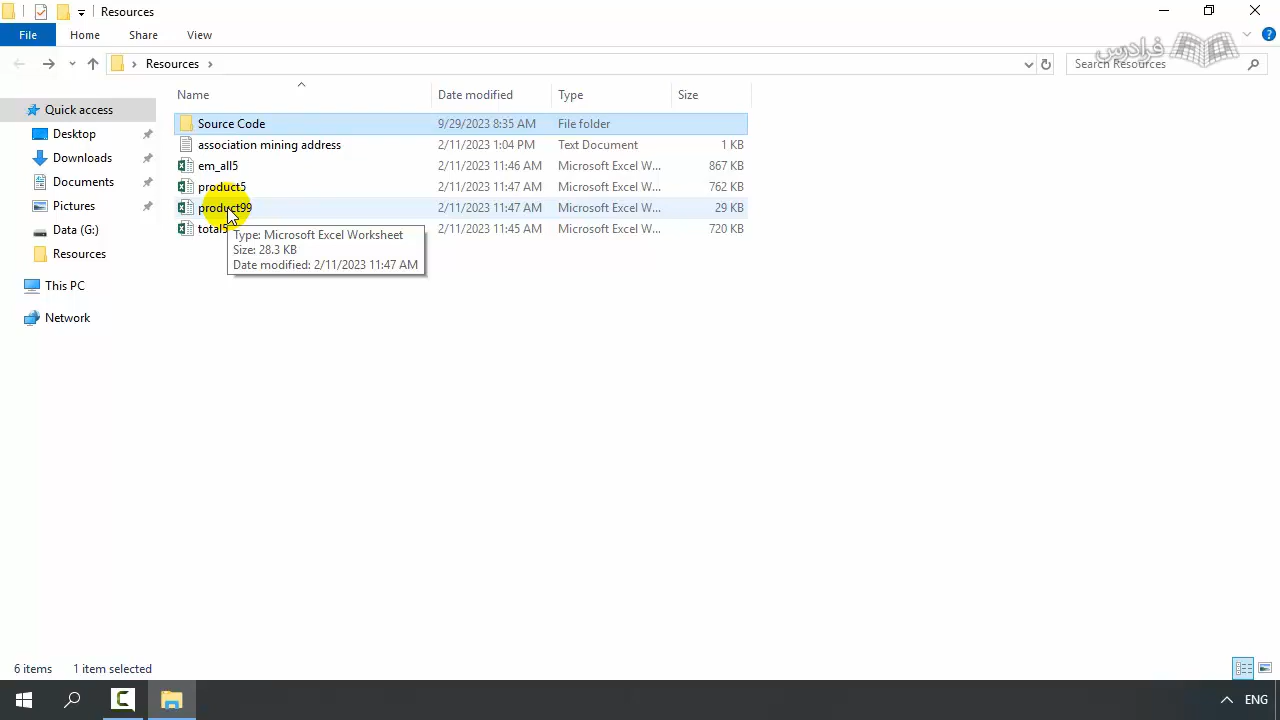 Resources
File Home Share View
فرادرس
Resources
Search Resources
Name Date modified Type Size
Quick access
Desktop
Downloads
Documents
Pictures
Data (G:)
Resources
This PC
Network
Source Code 9/29/2023 8:35 AM File folder
association mining address 2/11/2023 1:04 PM Text Document 1 KB
em_all5 2/11/2023 11:46 AM Microsoft Excel W... 867 KB
product5 2/11/2023 11:47 AM Microsoft Excel W... 762 KB
product99 2/11/2023 11:47 AM Microsoft Excel W... 29 KB
total5 2/11/2023 11:45 AM Microsoft Excel W... 720 KB
Type: Microsoft Excel Worksheet
Size: 28.3 KB
Date modified: 2/11/2023 11:47 AM
6 items 1 item selected
ENG